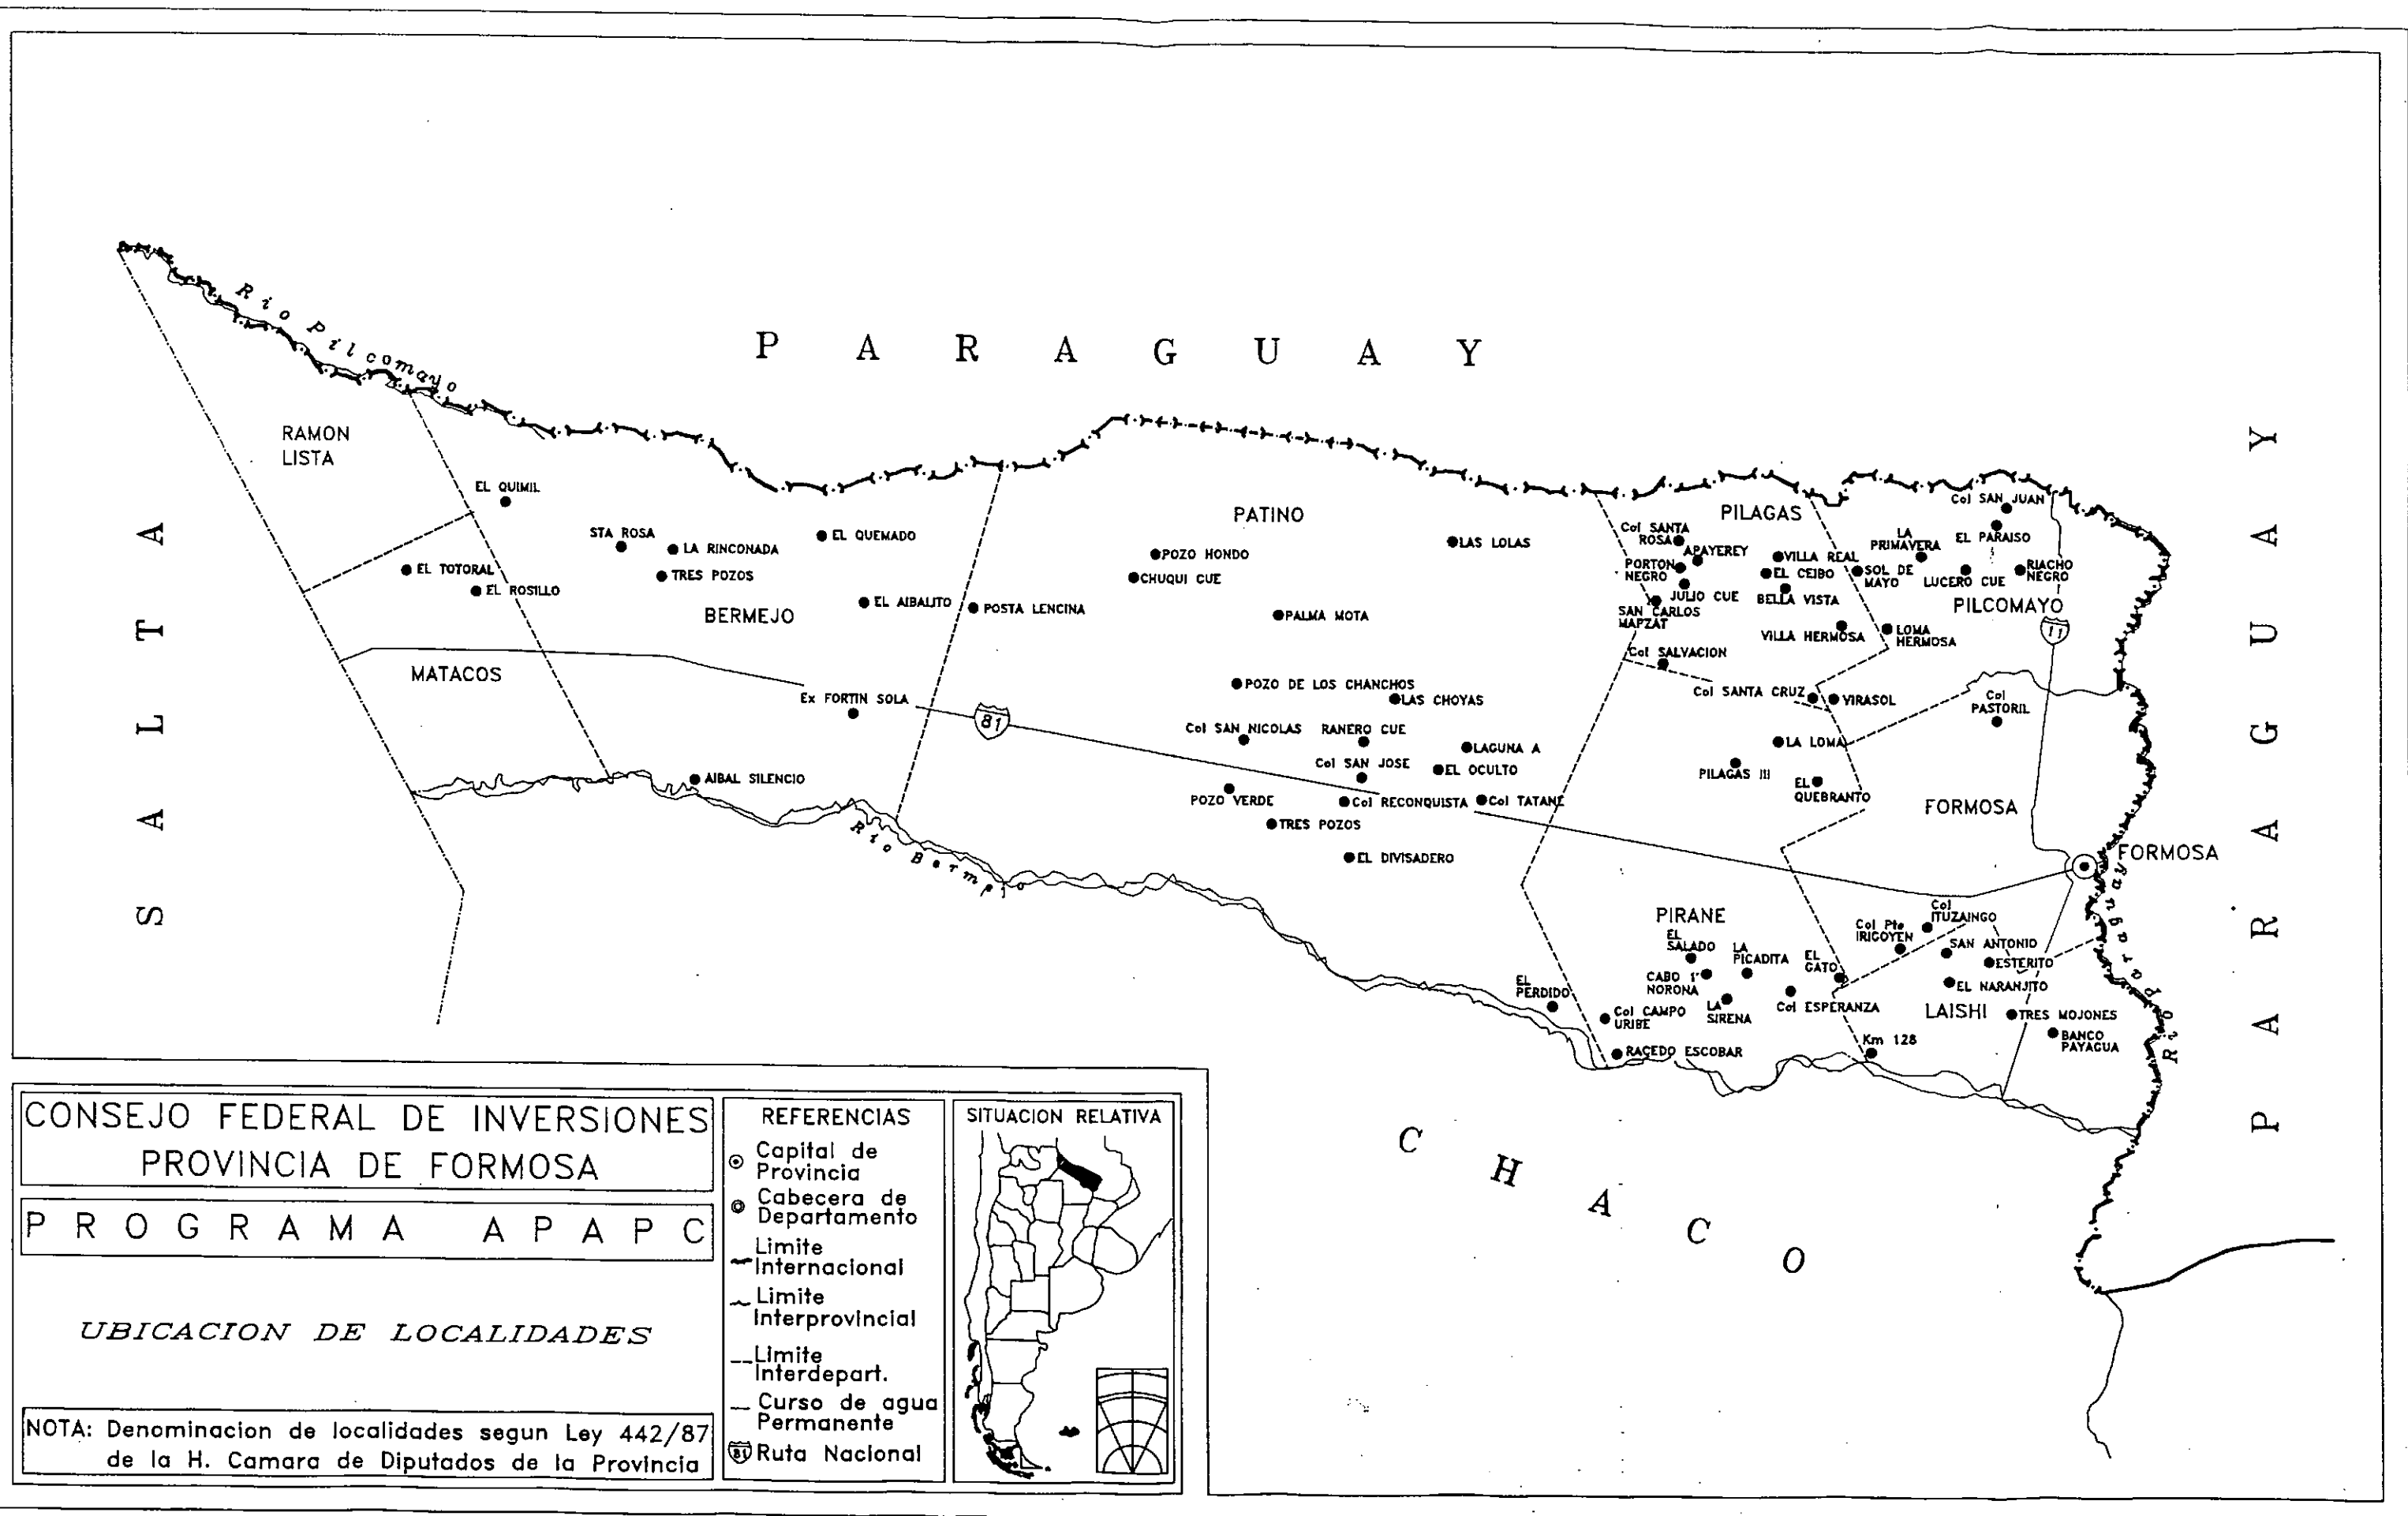 Rio Pilcomayo
PARAGUAY
SALTA
RAMON
LISTA
EL QUIMIL
STA ROSA
LA RINCONADA
EL QUEMADO
EL TOTORAL
EL ROSILLO
TRES POZOS
EL AIBALITO
POSTA LENCINA
BERMEJO
MATACOS
Ex FORTIN SOLA
81
AIBAL SILENCIO
Rio Bermejo
PATINO
LAS LOLAS
POZO HONDO
CHUQUI CUE
PALMA MOTA
POZO DE LOS CHANCHOS
LAS CHOYAS
Col SAN NICOLAS
RANERO CUE
LAGUNA A
Col SAN JOSE
EL OCULTO
POZO VERDE
Col RECONQUISTA
Col TATANE
TRES POZOS
EL DIVISADERO
EL
PERDIDO
PILAGAS
Col SANTA
ROSA
APAYEREY
PORTON
NEGRO
JULIO CUE
SAN CARLOS
MAPZAT
VILLA REAL
EL CEIBO
BELLA VISTA
VILLA HERMOSA
Col SALVACION
Col SANTA CRUZ
VIRASOL
LA LOMA
PILAGAS III
EL
QUEBRANTO
Col SAN JUAN
LA
PRIMAVERA
EL PARAISO
SOL DE
MAYO
LUCERO CUE
RIACHO
NEGRO
PILCOMAYO
LOMA
HERMOSA
11
Col
PASTORIL
FORMOSA
FORMOSA
PIRANE
EL
SALADO
LA
PICADITA
CABO 1º
NORONA
LA
SIRENA
EL
GATO
Col ESPERANZA
Col CAMPO
URIBE
RACEDO ESCOBAR
Col
ITUZAINGO
Col Pte
IRIGOYEN
SAN ANTONIO
ESTERITO
EL NARANJITO
LAISHI
TRES MOJONES
BANCO
PAYAGUA
Km 128
Rio Paraguay
PARAGUAY
CHACO
CONSEJO FEDERAL DE INVERSIONES
PROVINCIA DE FORMOSA
PROGRAMA APAPC
UBICACION DE LOCALIDADES
NOTA: Denominacion de localidades segun Ley 442/87
de la H. Camara de Diputados de la Provincia
REFERENCIAS
Capital de
Provincia
Cabecera de
Departamento
Limite
Internacional
Limite
Interprovincial
Limite
Interdepart.
Curso de agua
Permanente
81 Ruta Nacional
SITUACION RELATIVA